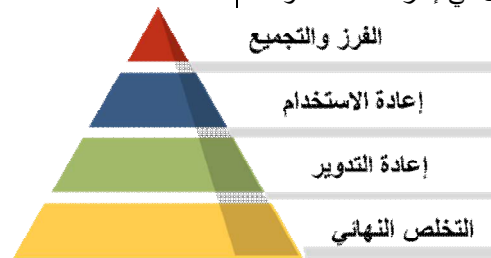 الفرز والتجميع
إعادة الاستخدام
إعادة التدوير
التخلص النهائي